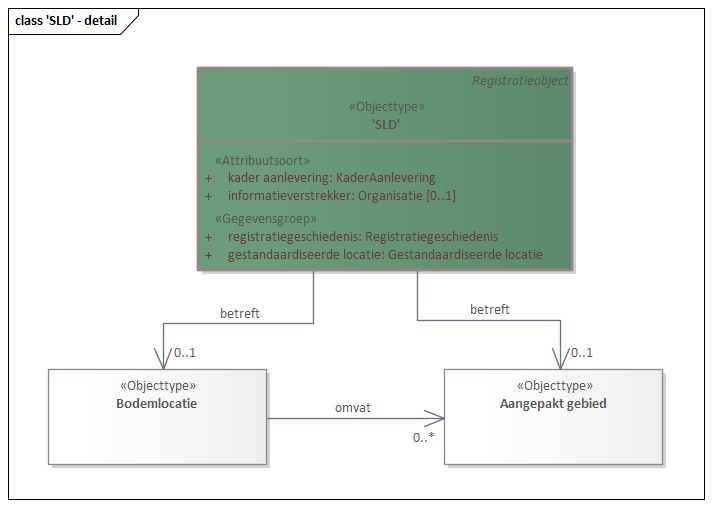 class 'SLD' - detail
Registratieobject
«Objecttype»
'SLD'
«Attribuutsoort»
+ kader aanlevering: KaderAanlevering
+ informatieverstrekker: Organisatie [0..1]
«Gegevensgroep»
+ registratiegeschiedenis: Registratiegeschiedenis
+ gestandaardiseerde locatie: Gestandaardiseerde locatie
betreft
betreft
0..1
0..1
«Objecttype»
Bodemlocatie
omvat
0..*
«Objecttype»
Aangepakt gebied